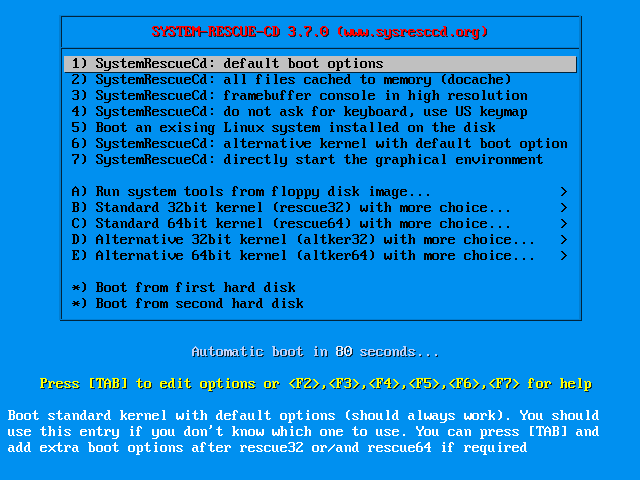 SYSTEM-RESCUE-CD 3.7.0 (www.sysresccd.org)
1) SystemRescueCd: default boot options
2) SystemRescueCd: all files cached to memory (docache)
3) SystemRescueCd: framebuffer console in high resolution
4) SystemRescueCd: do not ask for keyboard, use US keymap
5) Boot an exising Linux system installed on the disk
6) SystemRescueCd: alternative kernel with default boot option
7) SystemRescueCd: directly start the graphical environment
A) Run system tools from floppy disk image... >
B) Standard 32bit kernel (rescue32) with more choice... >
C) Standard 64bit kernel (rescue64) with more choice... >
D) Alternative 32bit kernel (altker32) with more choice... >
E) Alternative 64bit kernel (altker64) with more choice... >
*) Boot from first hard disk
*) Boot from second hard disk
Automatic boot in 80 seconds...
Press [TAB] to edit options or <F2>,<F3>,<F4>,<F5>,<F6>,<F7> for help
Boot standard kernel with default options (should always work). You should
use this entry if you don't know which one to use. You can press [TAB] and
add extra boot options after rescue32 or/and rescue64 if required